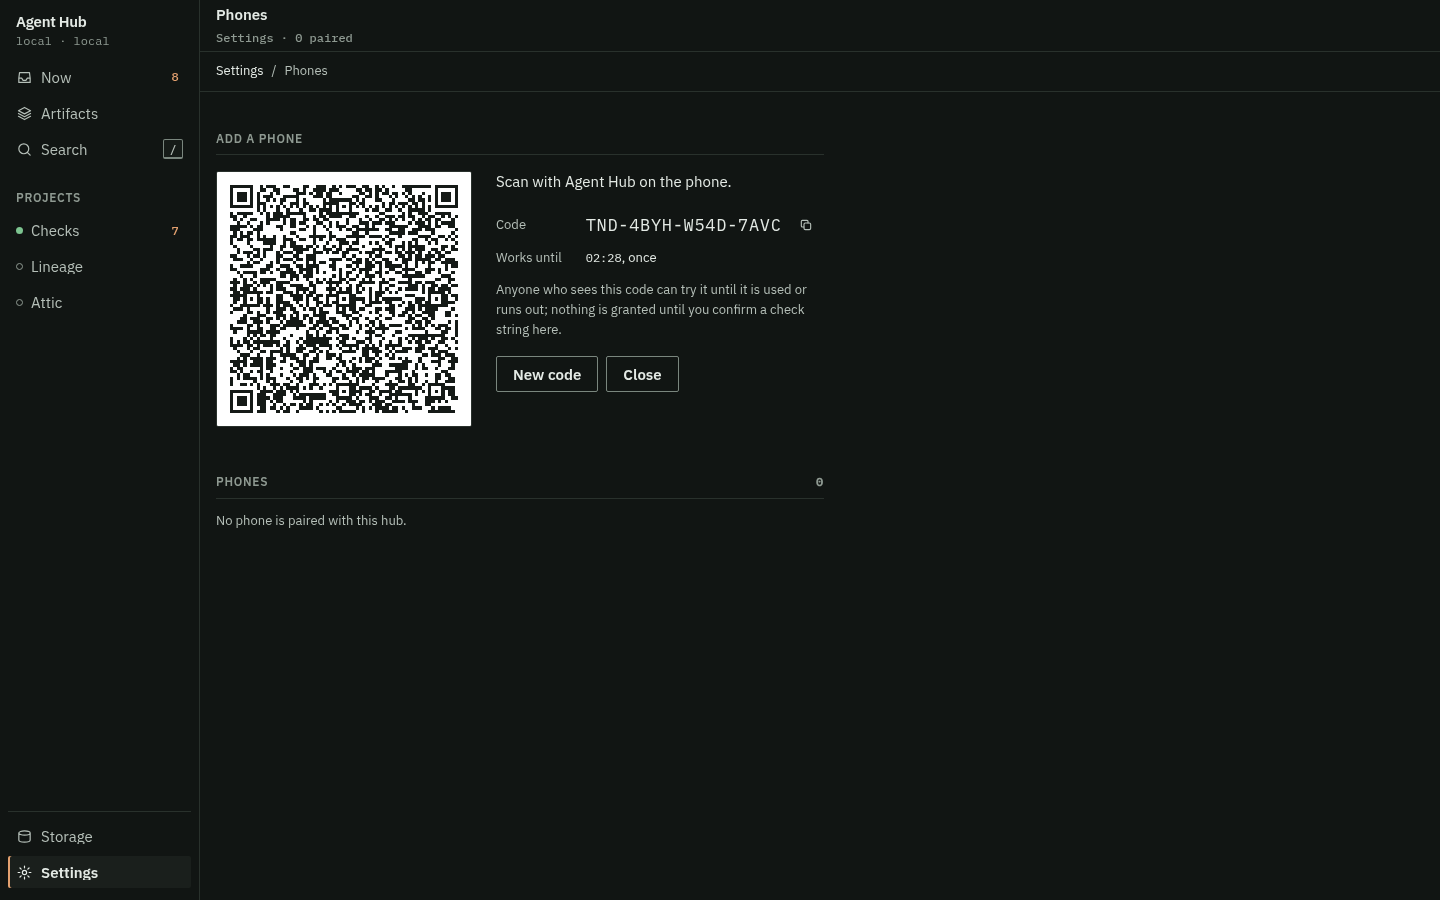 Agent Hub
local · local
Now 8
Artifacts
Search /
PROJECTS
Checks 7
Lineage
Attic
Storage
Settings
Phones
Settings · 0 paired
Settings / Phones
ADD A PHONE
Scan with Agent Hub on the phone.
Code TND-4BYH-W54D-7AVC
Works until 02:28, once
Anyone who sees this code can try it until it is used or
runs out; nothing is granted until you confirm a check
string here.
New code Close
PHONES 0
No phone is paired with this hub.